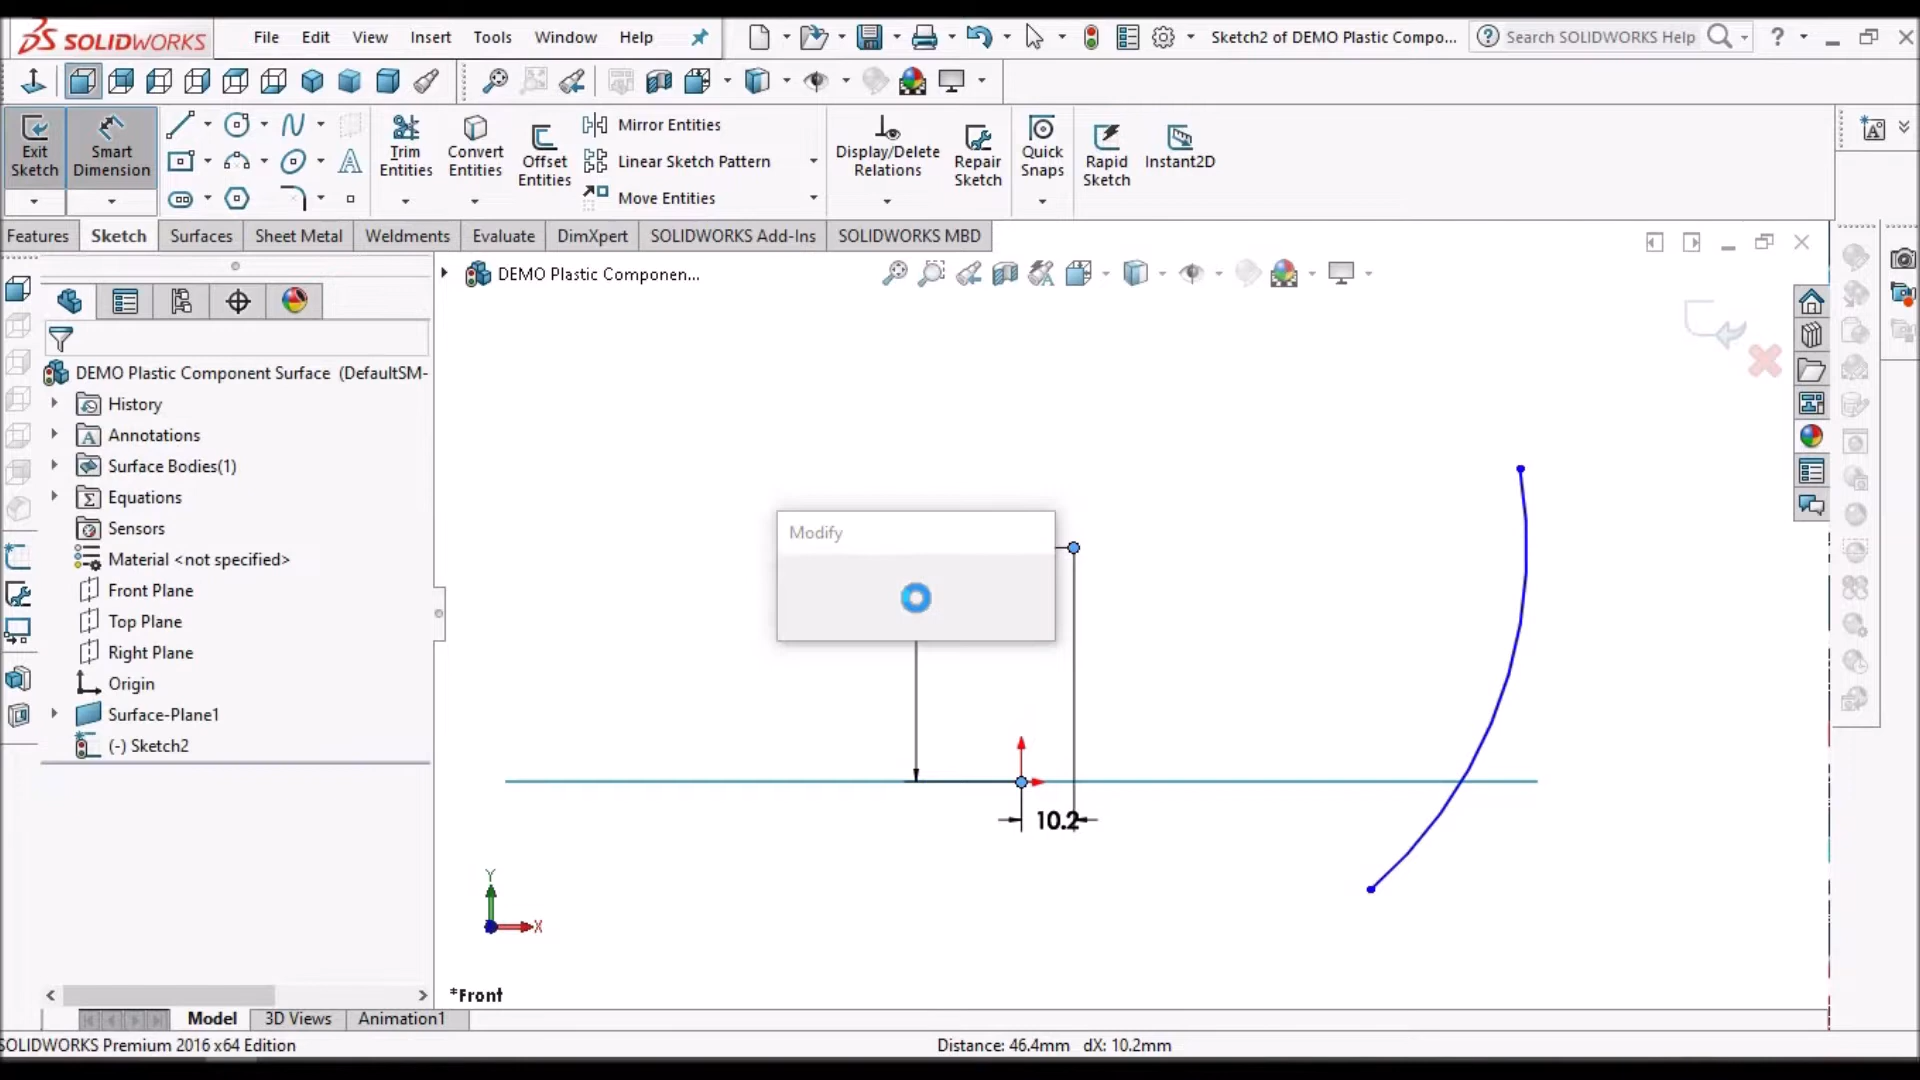 SOLIDWORKS
File Edit View Insert Tools Window Help
Sketch2 of DEMO Plastic Compo...
Search SOLIDWORKS Help
?
Exit Sketch
Smart Dimension
Trim Entities
Convert Entities
Offset Entities
Mirror Entities
Linear Sketch Pattern
Move Entities
Display/Delete Relations
Repair Sketch
Quick Snaps
Rapid Sketch
Instant2D
Features Sketch Surfaces Sheet Metal Weldments Evaluate DimXpert SOLIDWORKS Add-Ins SOLIDWORKS MBD
DEMO Plastic Componen...
DEMO Plastic Component Surface (DefaultSM-
History
Annotations
Surface Bodies(1)
Equations
Sensors
Material <not specified>
Front Plane
Top Plane
Right Plane
Origin
Surface-Plane1
(-) Sketch2
Modify
10.2
Y
X
*Front
Model 3D Views Animation1
SOLIDWORKS Premium 2016 x64 Edition
Distance: 46.4mm dX: 10.2mm